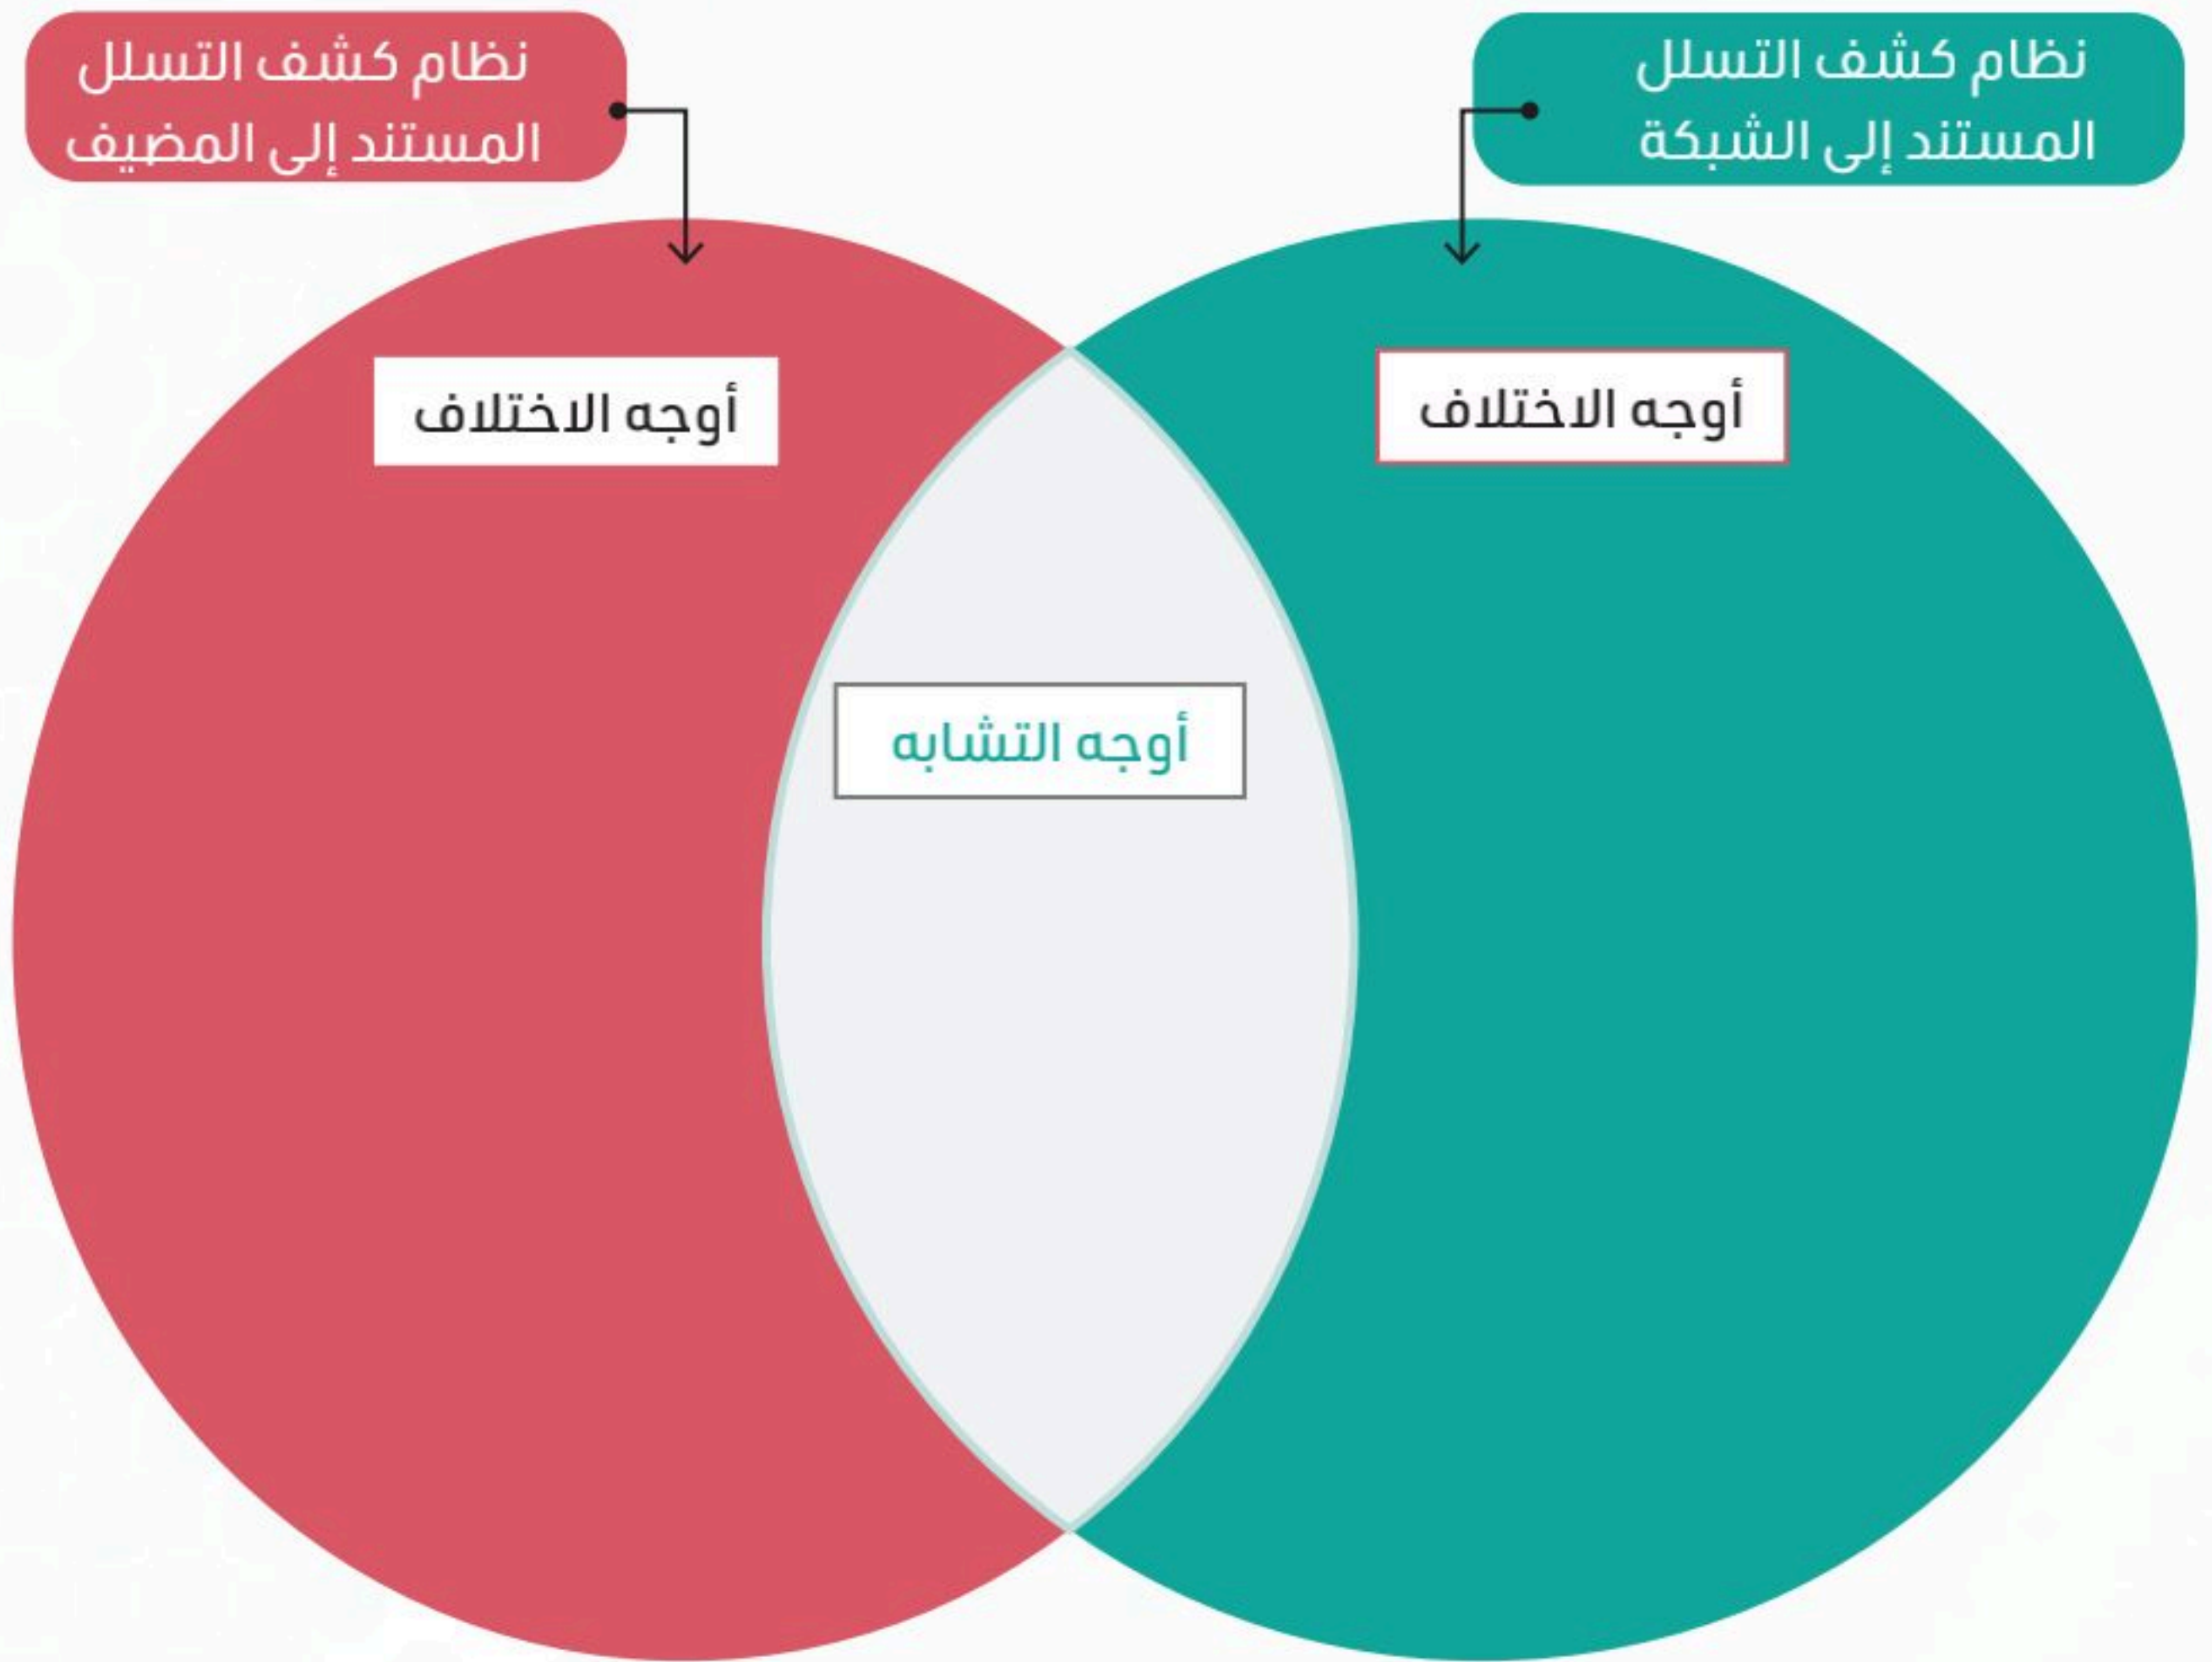 نظام كشف التسلل
المستند إلى الشبكة
نظام كشف التسلل
المستند إلى المضيف
أوجه الاختلاف
أوجه الاختلاف
أوجه التشابه